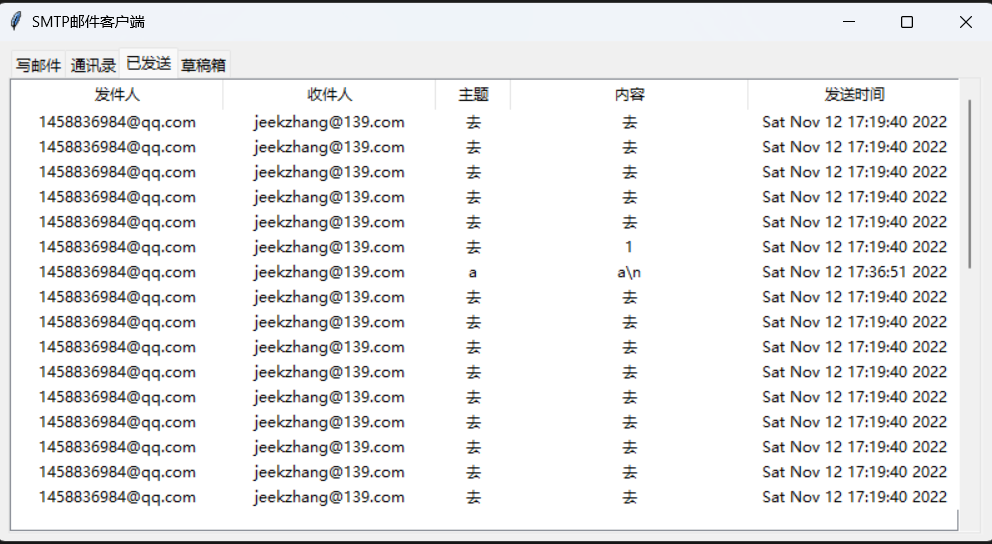 SMTP邮件客户端
写邮件 通讯录 已发送 草稿箱
发件人 收件人 主题 内容 发送时间
1458836984@qq.com jeekzhang@139.com 去 去 Sat Nov 12 17:19:40 2022
1458836984@qq.com jeekzhang@139.com 去 去 Sat Nov 12 17:19:40 2022
1458836984@qq.com jeekzhang@139.com 去 去 Sat Nov 12 17:19:40 2022
1458836984@qq.com jeekzhang@139.com 去 去 Sat Nov 12 17:19:40 2022
1458836984@qq.com jeekzhang@139.com 去 去 Sat Nov 12 17:19:40 2022
1458836984@qq.com jeekzhang@139.com 去 1 Sat Nov 12 17:19:40 2022
1458836984@qq.com jeekzhang@139.com a a\n Sat Nov 12 17:36:51 2022
1458836984@qq.com jeekzhang@139.com 去 去 Sat Nov 12 17:19:40 2022
1458836984@qq.com jeekzhang@139.com 去 去 Sat Nov 12 17:19:40 2022
1458836984@qq.com jeekzhang@139.com 去 去 Sat Nov 12 17:19:40 2022
1458836984@qq.com jeekzhang@139.com 去 去 Sat Nov 12 17:19:40 2022
1458836984@qq.com jeekzhang@139.com 去 去 Sat Nov 12 17:19:40 2022
1458836984@qq.com jeekzhang@139.com 去 去 Sat Nov 12 17:19:40 2022
1458836984@qq.com jeekzhang@139.com 去 去 Sat Nov 12 17:19:40 2022
1458836984@qq.com jeekzhang@139.com 去 去 Sat Nov 12 17:19:40 2022
1458836984@qq.com jeekzhang@139.com 去 去 Sat Nov 12 17:19:40 2022